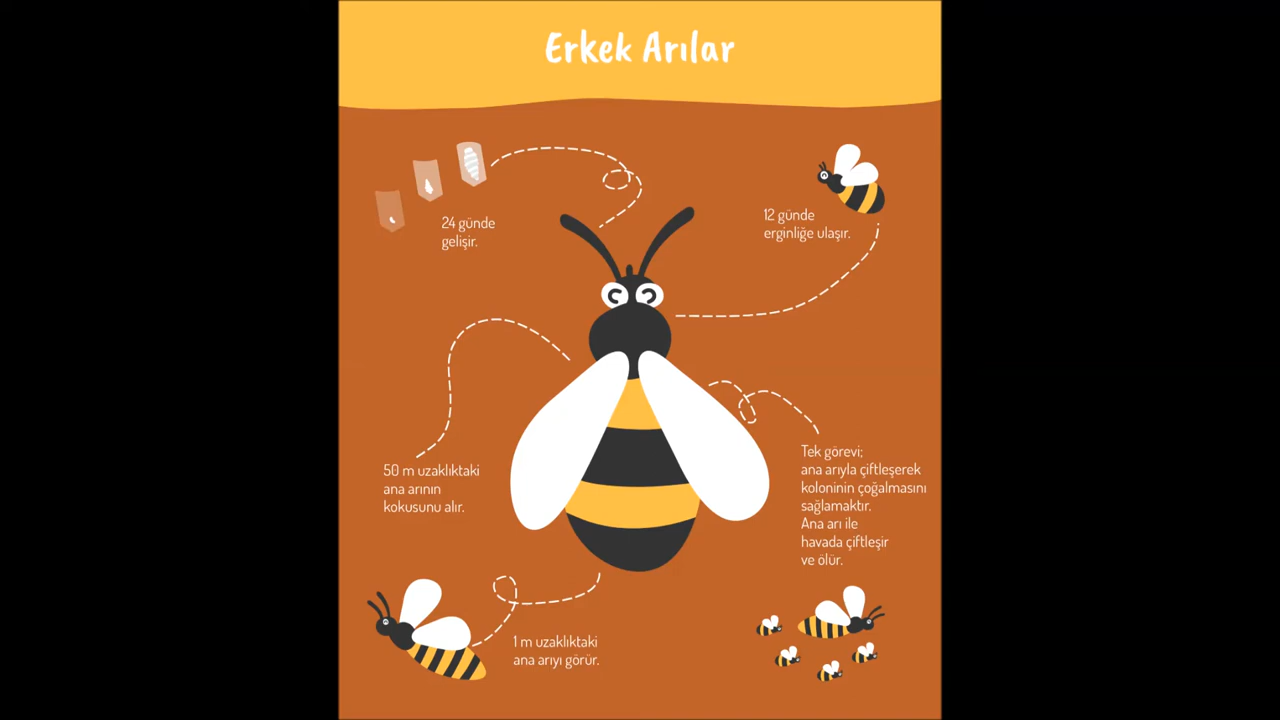 Erkek Arılar
24 günde
gelişir.
12 günde
erginliğe ulaşır.
50 m uzaklıktaki
ana arının
kokusunu alır.
Tek görevi;
ana arıyla çiftleşerek
koloninin çoğalmasını
sağlamaktır.
Ana arı ile
havada çiftleşir
ve ölür.
1 m uzaklıktaki
ana arıyı görür.